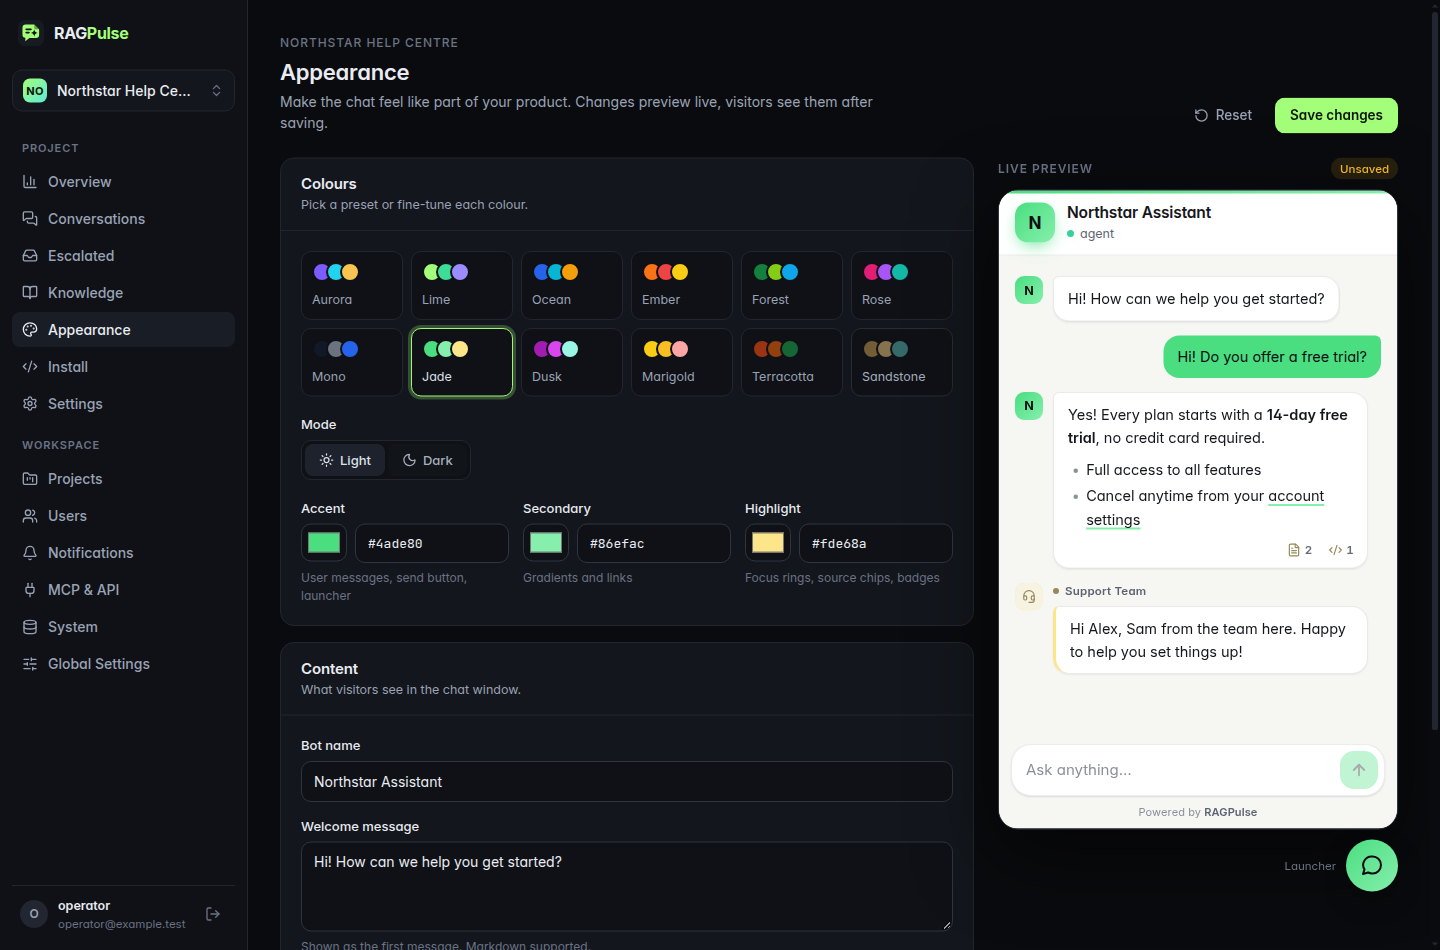 RAGPulse
NO
Northstar Help Ce...
PROJECT
Overview
Conversations
Escalated
Knowledge
Appearance
Install
Settings
WORKSPACE
Projects
Users
Notifications
MCP & API
System
Global Settings
O
operator
operator@example.test
NORTHSTAR HELP CENTRE
Appearance
Make the chat feel like part of your product. Changes preview live, visitors see them after
saving.
Reset
Save changes
Colours
Pick a preset or fine-tune each colour.
Aurora
Lime
Ocean
Ember
Forest
Rose
Mono
Jade
Dusk
Marigold
Terracotta
Sandstone
Mode
Light
Dark
Accent
#4ade80
User messages, send button,
launcher
Secondary
#86efac
Gradients and links
Highlight
#fde68a
Focus rings, source chips, badges
Content
What visitors see in the chat window.
Bot name
Northstar Assistant
Welcome message
Hi! How can we help you get started?
Shown as the first message. Markdown supported.
LIVE PREVIEW
Unsaved
N
Northstar Assistant
agent
N
Hi! How can we help you get started?
Hi! Do you offer a free trial?
N
Yes! Every plan starts with a 14-day free
trial, no credit card required.
• Full access to all features
• Cancel anytime from your account
settings
2
1
Support Team
Hi Alex, Sam from the team here. Happy
to help you set things up!
Ask anything...
Powered by RAGPulse
Launcher